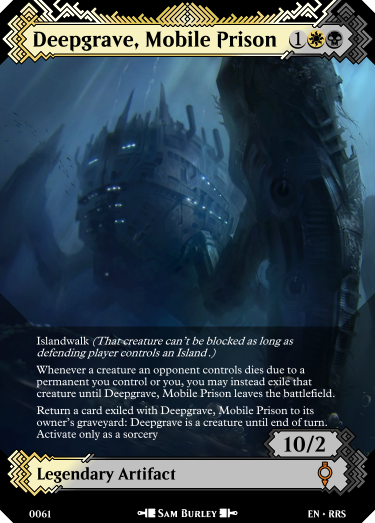 Deepgrave, Mobile Prison 1
Islandwalk (That creature can't be blocked as long as
defending player controls an Island .)
Whenever a creature an opponent controls dies due to a
permanent you control or you, you may instead exile that
creature until Deepgrave, Mobile Prison leaves the battlefield.
Return a card exiled with Deepgrave, Mobile Prison to its
owner's graveyard: Deepgrave is a creature until end of turn.
Activate only as a sorcery
10/2
Legendary Artifact
0061 Sam Burley EN • RRS